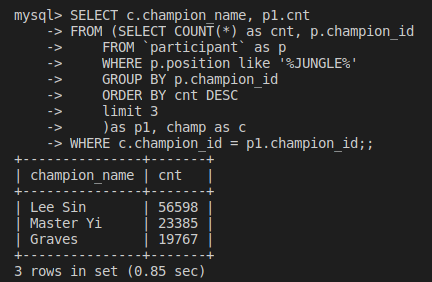 mysql> SELECT c.champion_name, p1.cnt
    -> FROM (SELECT COUNT(*) as cnt, p.champion_id
    ->     FROM `participant` as p
    ->     WHERE p.position like '%JUNGLE%'
    ->     GROUP BY p.champion_id
    ->     ORDER BY cnt DESC
    ->     limit 3
    ->     )as p1, champ as c
    -> WHERE c.champion_id = p1.champion_id;;
+---------------+-------+
| champion_name | cnt   |
+---------------+-------+
| Lee Sin       | 56598 |
| Master Yi     | 23385 |
| Graves        | 19767 |
+---------------+-------+
3 rows in set (0.85 sec)